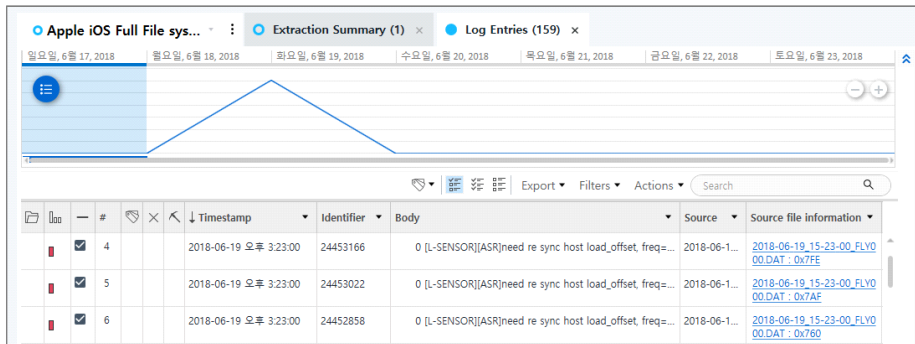 Apple iOS Full File sys...
Extraction Summary (1) ×
Log Entries (159) ×
일요일, 6월 17, 2018
월요일, 6월 18, 2018
화요일, 6월 19, 2018
수요일, 6월 20, 2018
목요일, 6월 21, 2018
금요일, 6월 22, 2018
토요일, 6월 23, 2018
Export Filters Actions Search
# Timestamp Identifier Body Source Source file information
4 2018-06-19 오후 3:23:00 24453166 0 [L-SENSOR][ASR]need re sync host load_offset, freq=... 2018-06-1... 2018-06-19_15-23-00_FLY0
00.DAT : 0x7FE
5 2018-06-19 오후 3:23:00 24453022 0 [L-SENSOR][ASR]need re sync host load_offset, freq=... 2018-06-1... 2018-06-19_15-23-00_FLY0
00.DAT : 0x7AF
6 2018-06-19 오후 3:23:00 24452858 0 [L-SENSOR][ASR]need re sync host load_offset, freq=... 2018-06-1... 2018-06-19_15-23-00_FLY0
00.DAT : 0x760